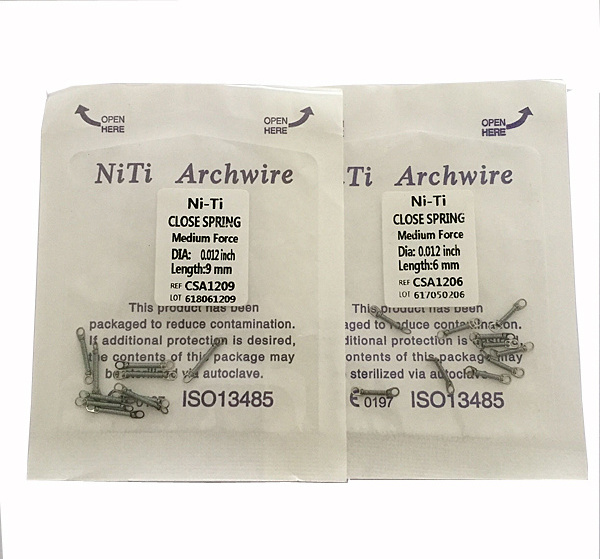 OPEN
HERE
OPEN
HERE
NiTi Archwire
Ni-Ti
CLOSE SPRING
Medium Force
DIA: 0.012 inch
Length:9 mm
REF CSA1209
LOT 618061209
This product has been
packaged to reduce contamination.
If additional protection is desired,
the contents of this package may
be via autoclave.
ISO13485
OPEN
HERE
Ti Archwire
Ni-Ti
CLOSE SPRING
Medium Force
Dia: 0.012 inch
Length:6 mm
REF CSA1206
LOT 617050206
This product has been
to reduce contamination.
additional protection is desired,
contents of this package may
sterilized via autoclave.
0197 ISO13485